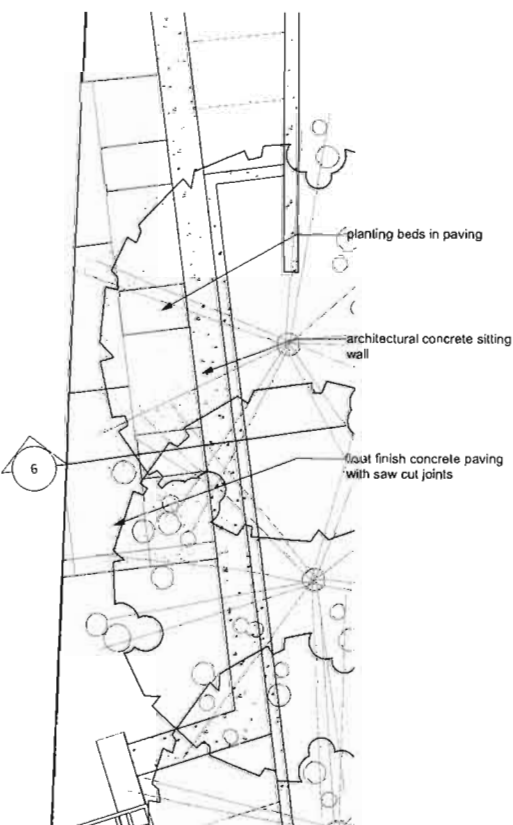 planting beds in paving
architectural concrete sitting
wall
6
float finish concrete paving
with saw cut joints